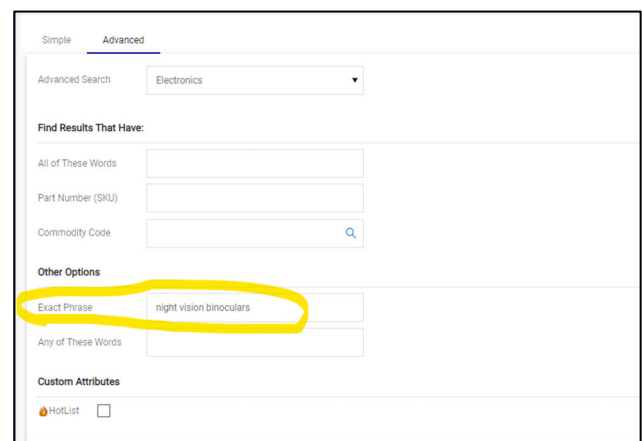 Simple Advanced
Advanced Search Electronics
Find Results That Have:
All of These Words
Part Number (SKU)
Commodity Code
Other Options
Exact Phrase night vision binoculars
Any of These Words
Custom Attributes
HotList